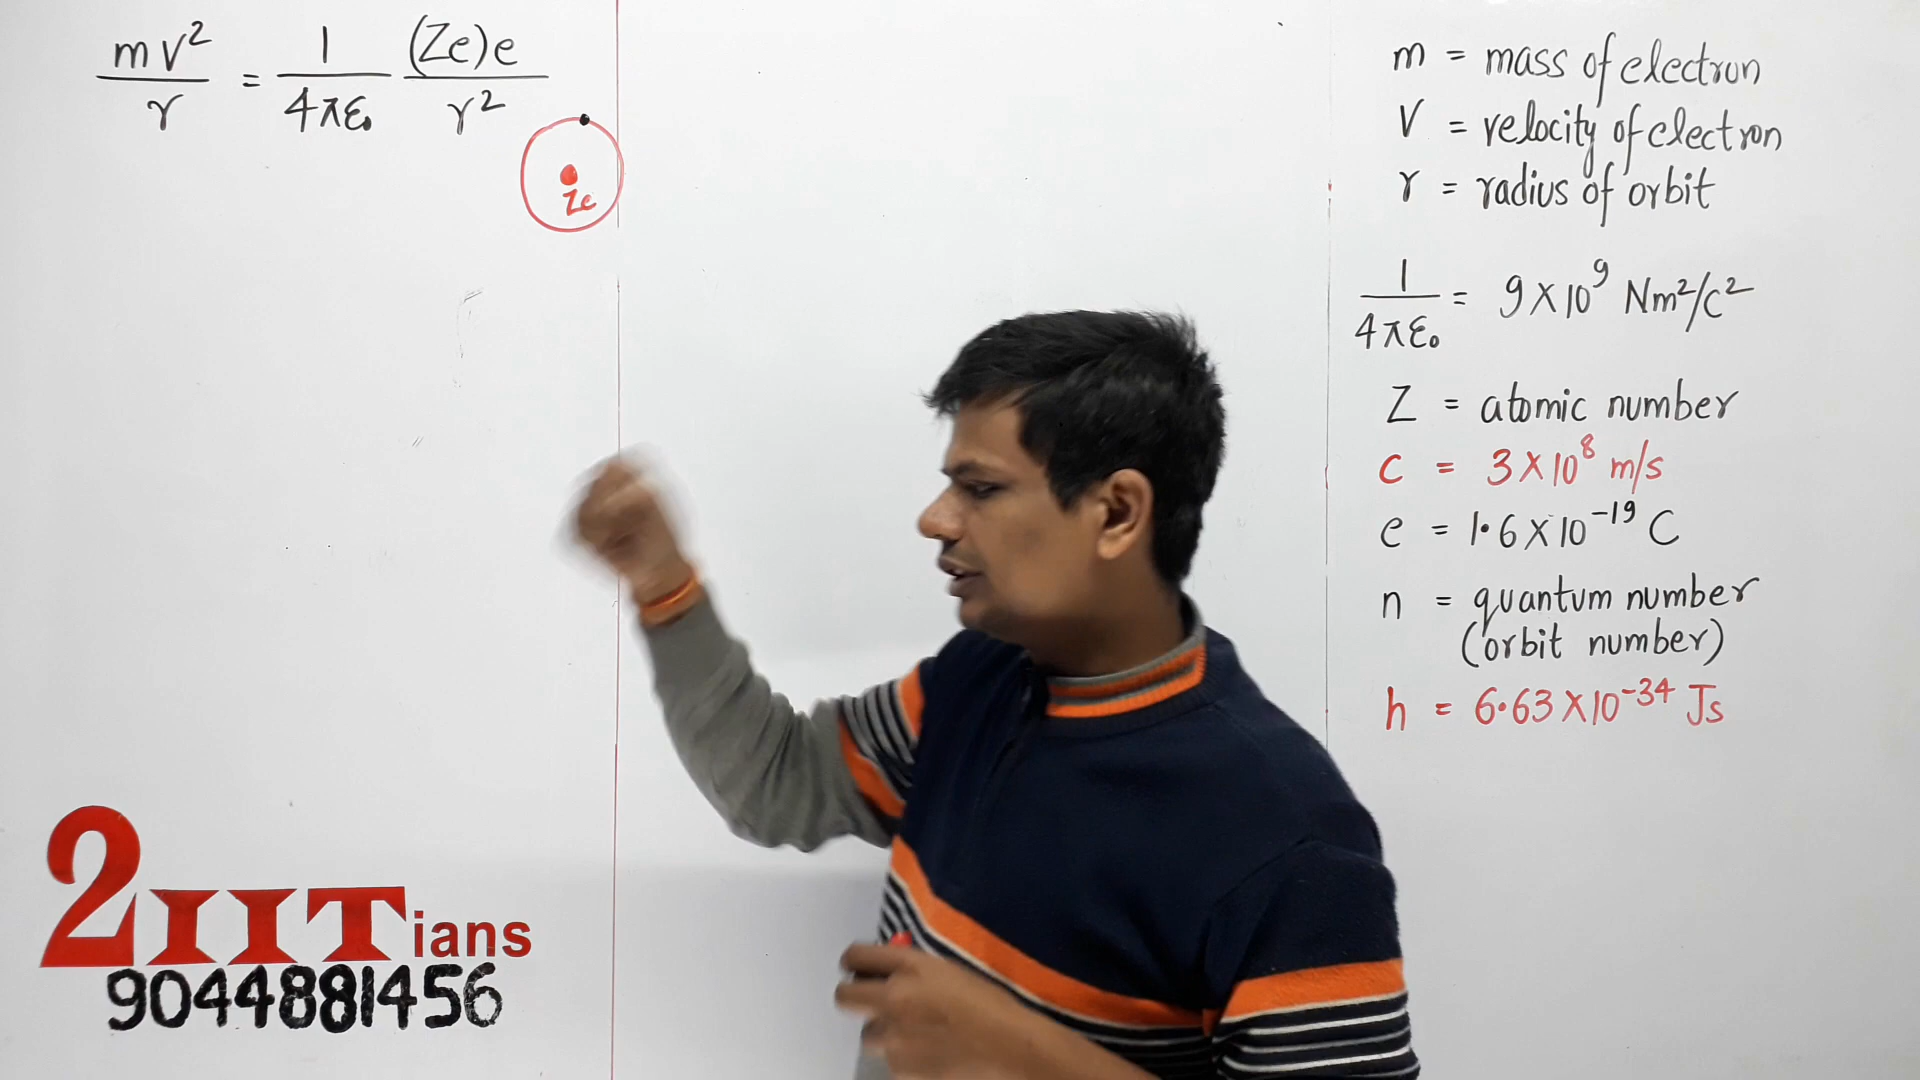 mv²/r = 1/4πε₀ (Ze)e/r²
Ze
m = mass of electron
V = velocity of electron
r = radius of orbit
1/4πε₀ = 9×10⁹ Nm²/c²
Z = atomic number
c = 3×10⁸ m/s
e = 1.6×10⁻¹⁹ C
n = quantum number
(orbit number)
h = 6.63×10⁻³⁴ Js
2IITians
9044881456